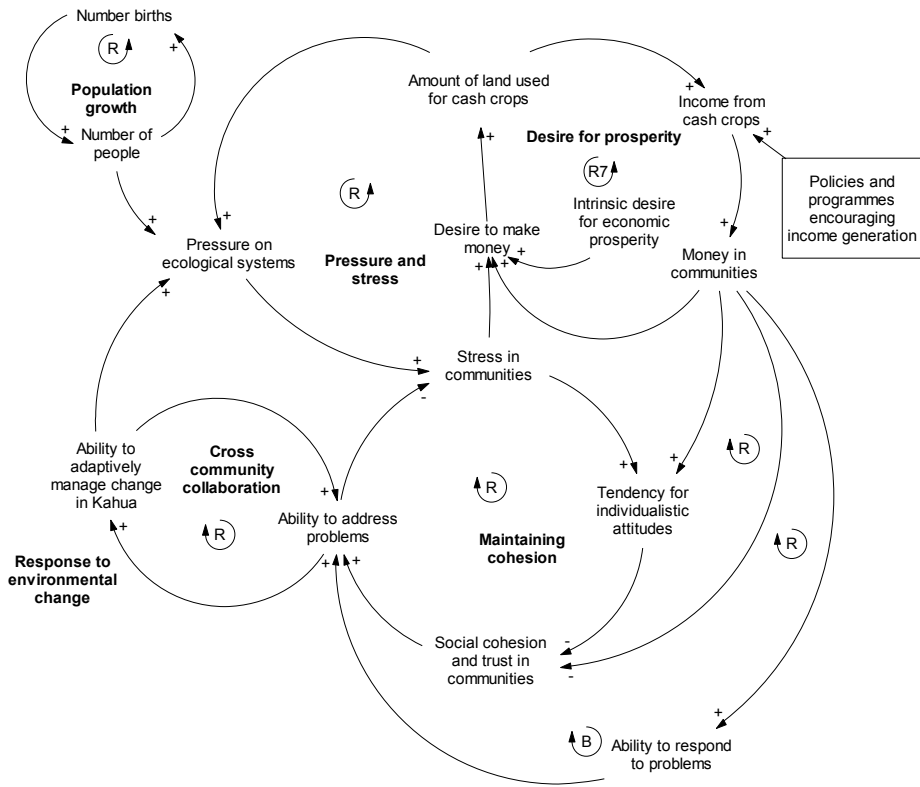 Number births
R
+
Population
growth
+
Number of
people
+
+
Pressure on
ecological systems
+
Amount of land used
for cash crops
+
Income from
cash crops
+
Desire for prosperity
R7
R
+
Policies and
programmes
encouraging
income generation
Intrinsic desire
for economic
prosperity
Desire to make
money
+
+
+
+
Money in
communities
Pressure and
stress
+
Stress in
communities
+
-
Ability to
adaptively
manage change
in Kahua
Cross
community
collaboration
R
+
Response to
environmental
change
+
Ability to address
problems
+
+
R
Maintaining
cohesion
+
+
Tendency for
individualistic
attitudes
R
R
Social cohesion
and trust in
communities
-
-
B
+
Ability to respond
to problems